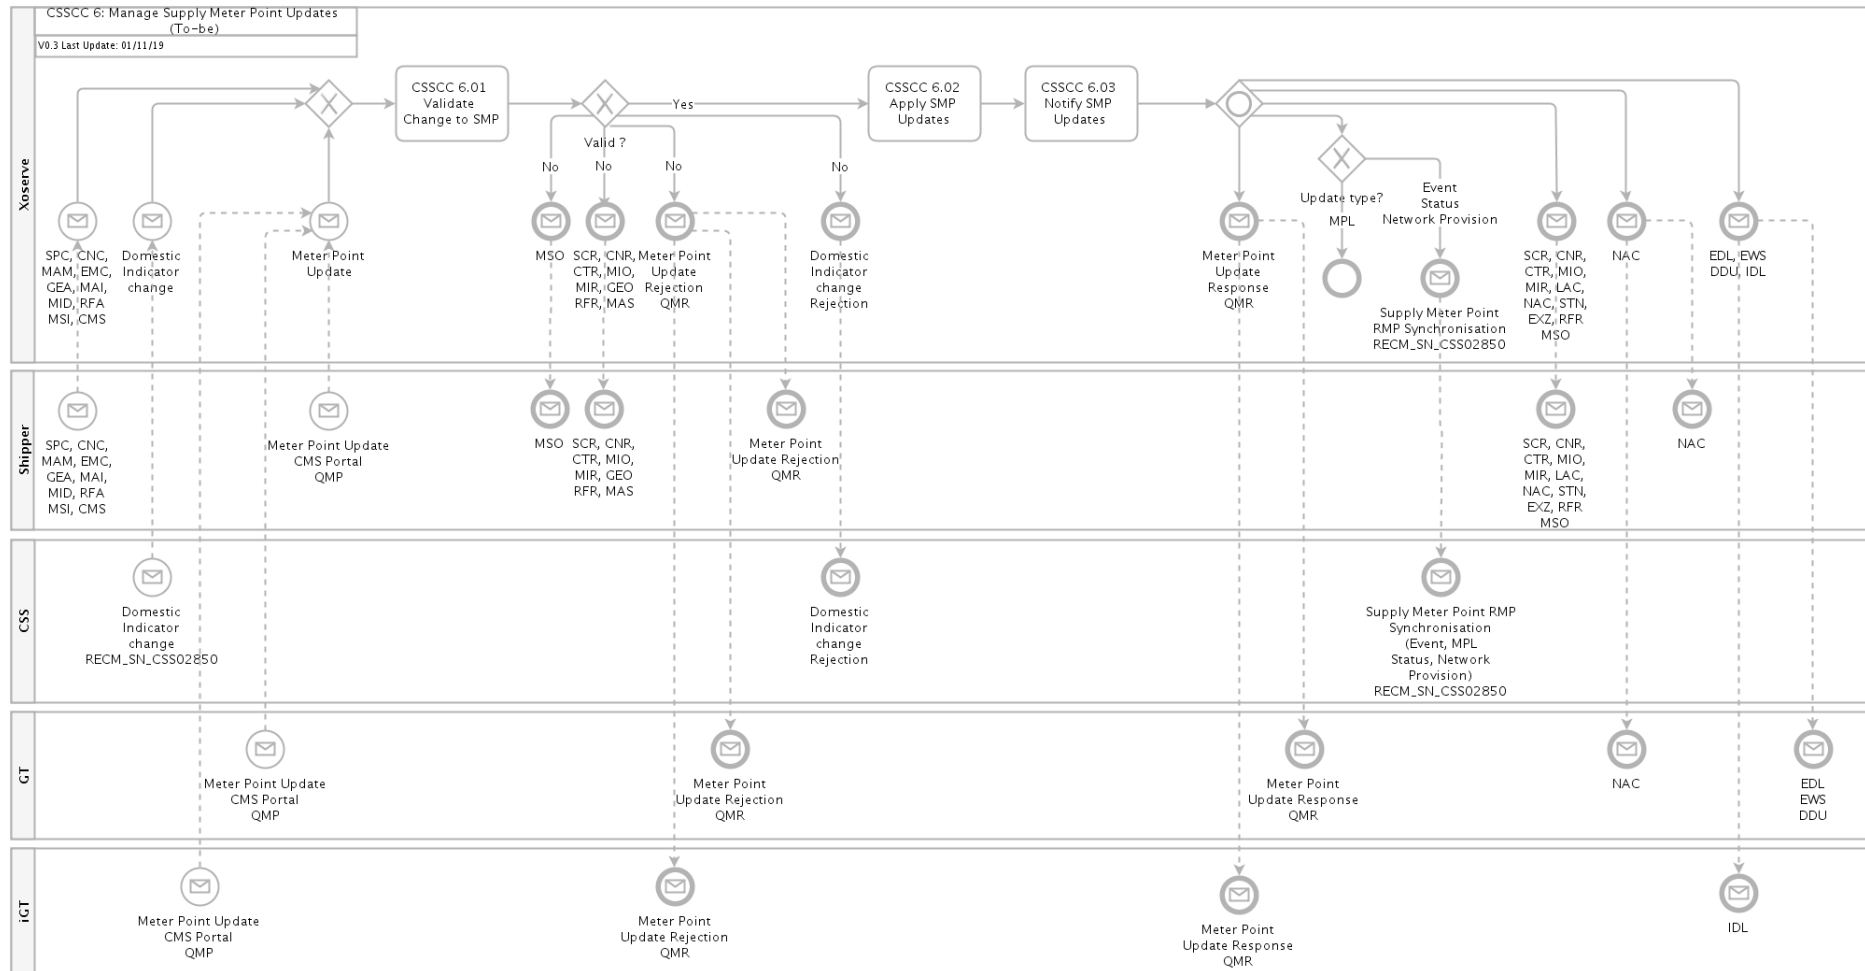 CSSCC 6: Manage Supply Meter Point Updates
(To-be)
V0.3 Last Update: 01/11/19
Xoserve
CSSCC 6.01
Validate
Change to SMP
Valid ?
Yes
No
No
No
No
CSSCC 6.02
Apply SMP
Updates
CSSCC 6.03
Notify SMP
Updates
Update type?
MPL
Event
Status
Network Provision
SPC, CNC,
MAM, EMC,
GEA, MAI,
MID, RFA
MSI, CMS
Domestic
Indicator
change
Meter Point
Update
MSO
SCR, CNR,
CTR, MIO,
MIR, GEO
RFR, MAS
Meter Point
Update
Rejection
QMR
Domestic
Indicator
change
Rejection
Meter Point
Update
Response
QMR
Supply Meter Point
RMP Synchronisation
RECM_SN_CSS02850
SCR, CNR,
CTR, MIO,
MIR, LAC,
NAC, STN,
EXZ, RFR
MSO
NAC
EDL, EWS
DDU, IDL
Shipper
SPC, CNC,
MAM, EMC,
GEA, MAI,
MID, RFA
MSI, CMS
Meter Point Update
CMS Portal
QMP
MSO
SCR, CNR,
CTR, MIO,
MIR, GEO
RFR, MAS
Meter Point
Update Rejection
QMR
SCR, CNR,
CTR, MIO,
MIR, LAC,
NAC, STN,
EXZ, RFR
MSO
NAC
CSS
Domestic
Indicator
change
RECM_SN_CSS02850
Domestic
Indicator
change
Rejection
Supply Meter Point RMP
Synchronisation
(Event, MPL
Status, Network
Provision)
RECM_SN_CSS02850
GT
Meter Point Update
CMS Portal
QMP
Meter Point
Update Rejection
QMR
Meter Point
Update Response
QMR
NAC
EDL
EWS
DDU
iGT
Meter Point Update
CMS Portal
QMP
Meter Point
Update Rejection
QMR
Meter Point
Update Response
QMR
IDL